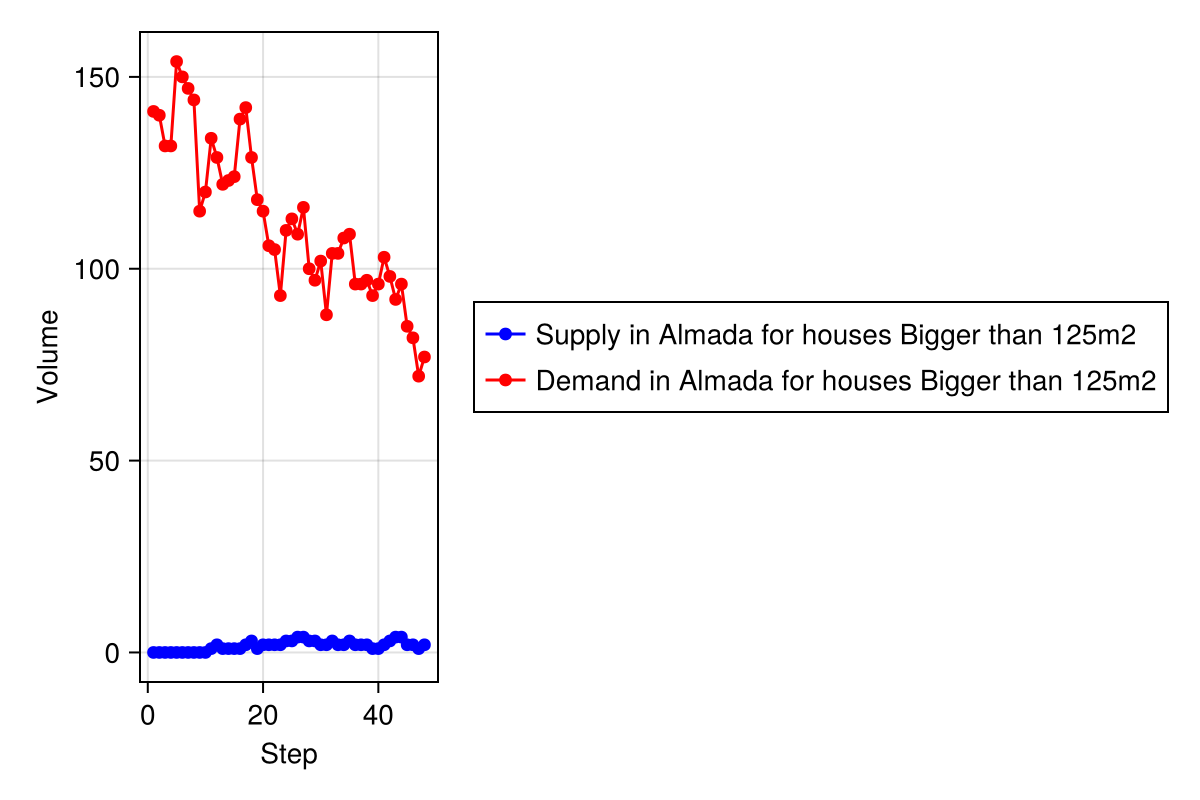 150
100
50
0
Volume
0 20 40
Step
Supply in Almada for houses Bigger than 125m2
Demand in Almada for houses Bigger than 125m2